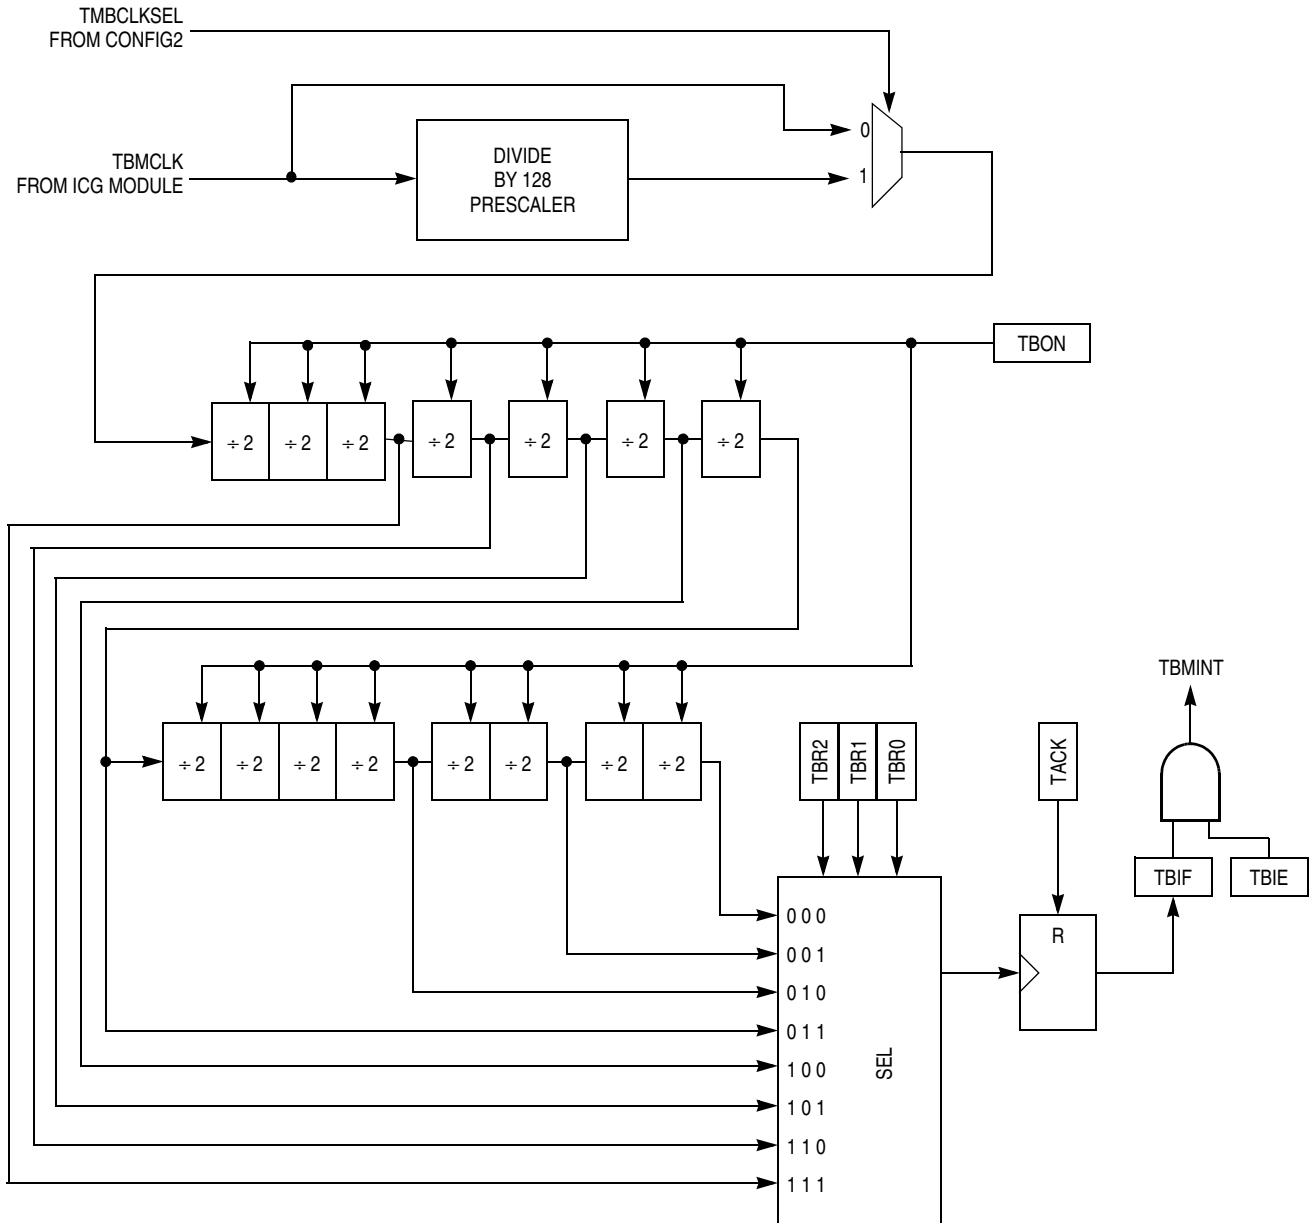 TMBCLKSEL
FROM CONFIG2
0
TBMCLK
FROM ICG MODULE
DIVIDE
BY 128
PRESCALER
1
TBON
÷ 2 ÷ 2 ÷ 2 ÷ 2 ÷ 2 ÷ 2 ÷ 2
TBMINT
÷ 2 ÷ 2 ÷ 2 ÷ 2 ÷ 2 ÷ 2 ÷ 2 ÷ 2
TBR2
TBR1
TBR0
TACK
TBIF
TBIE
0 0 0
R
0 0 1
0 1 0
0 1 1
1 0 0
SEL
1 0 1
1 1 0
1 1 1